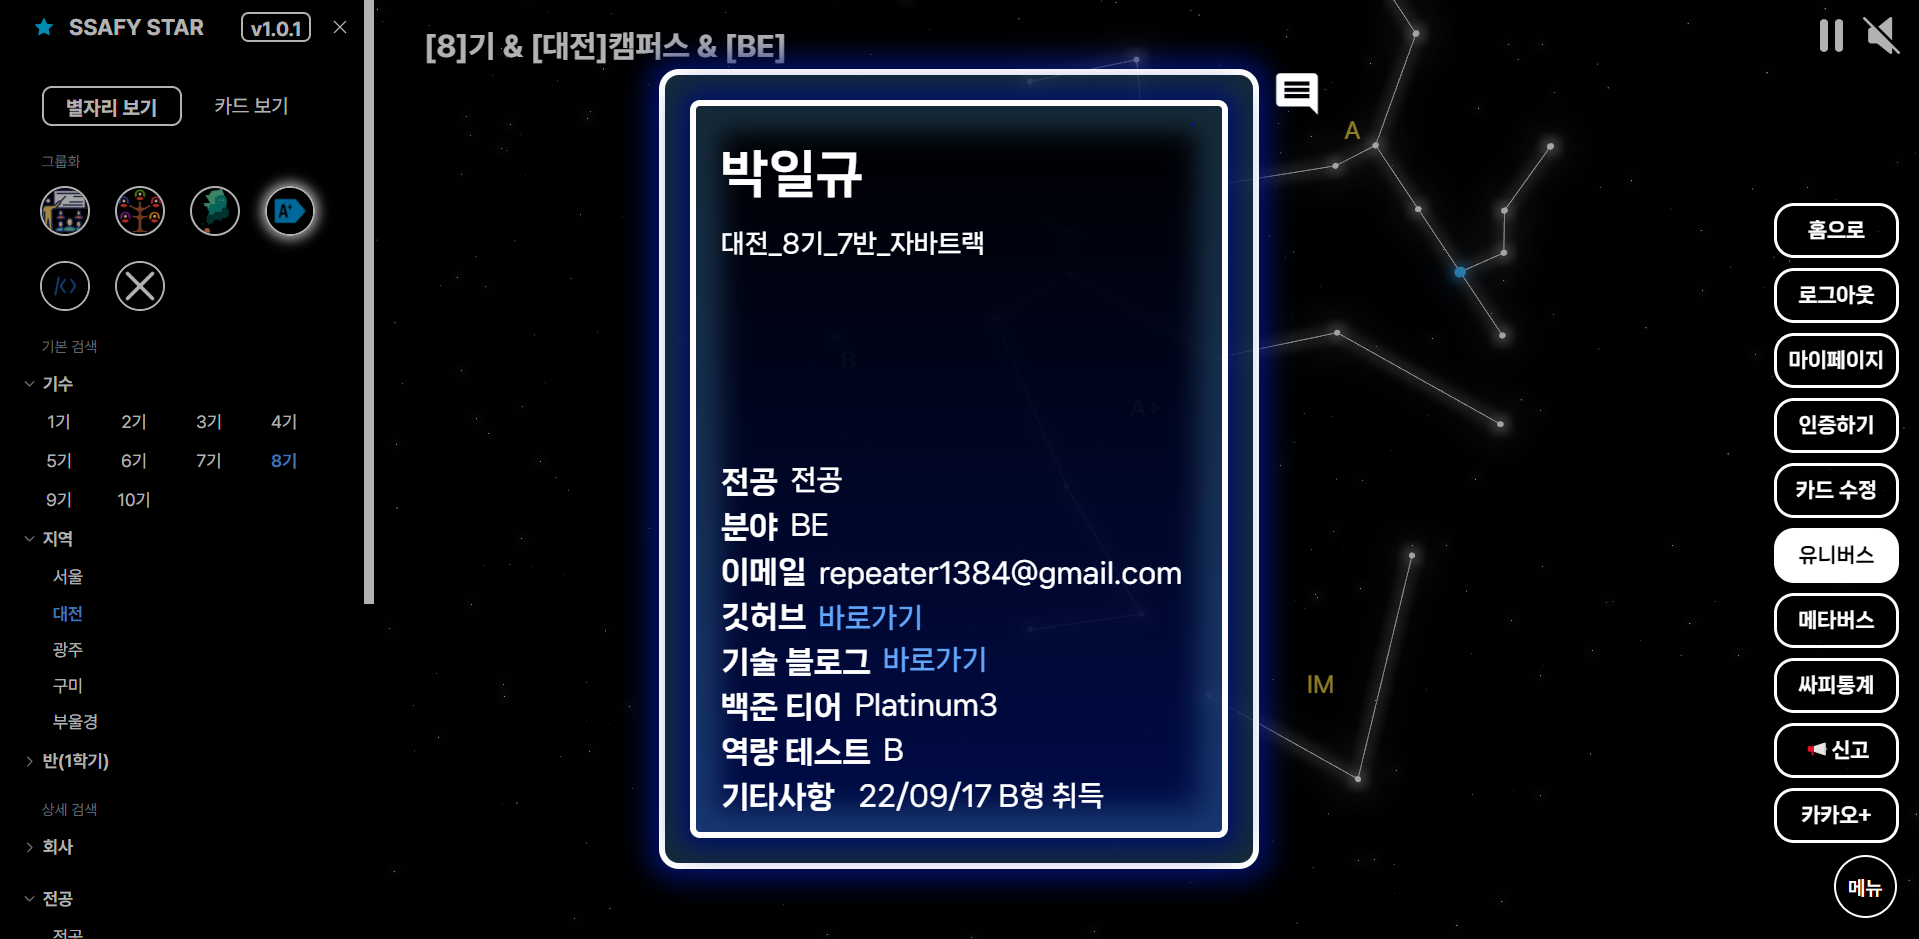 SSAFY STAR v1.0.1
별자리 보기
카드 보기
그룹화
A+
기본 검색
기수
1기 2기 3기 4기
5기 6기 7기 8기
9기 10기
지역
서울
대전
광주
구미
부울경
반(1학기)
상세 검색
회사
전공
전공
[8]기 & [대전]캠퍼스 & [BE]
박일규
대전_8기_7반_자바트랙
B
A+
전공 전공
분야 BE
이메일 repeater1384@gmail.com
깃허브 바로가기
기술 블로그 바로가기
백준 티어 Platinum3
역량 테스트 B
기타사항 22/09/17 B형 취득
A
IM
홈으로
로그아웃
마이페이지
인증하기
카드 수정
유니버스
메타버스
싸피통계
신고
카카오+
메뉴